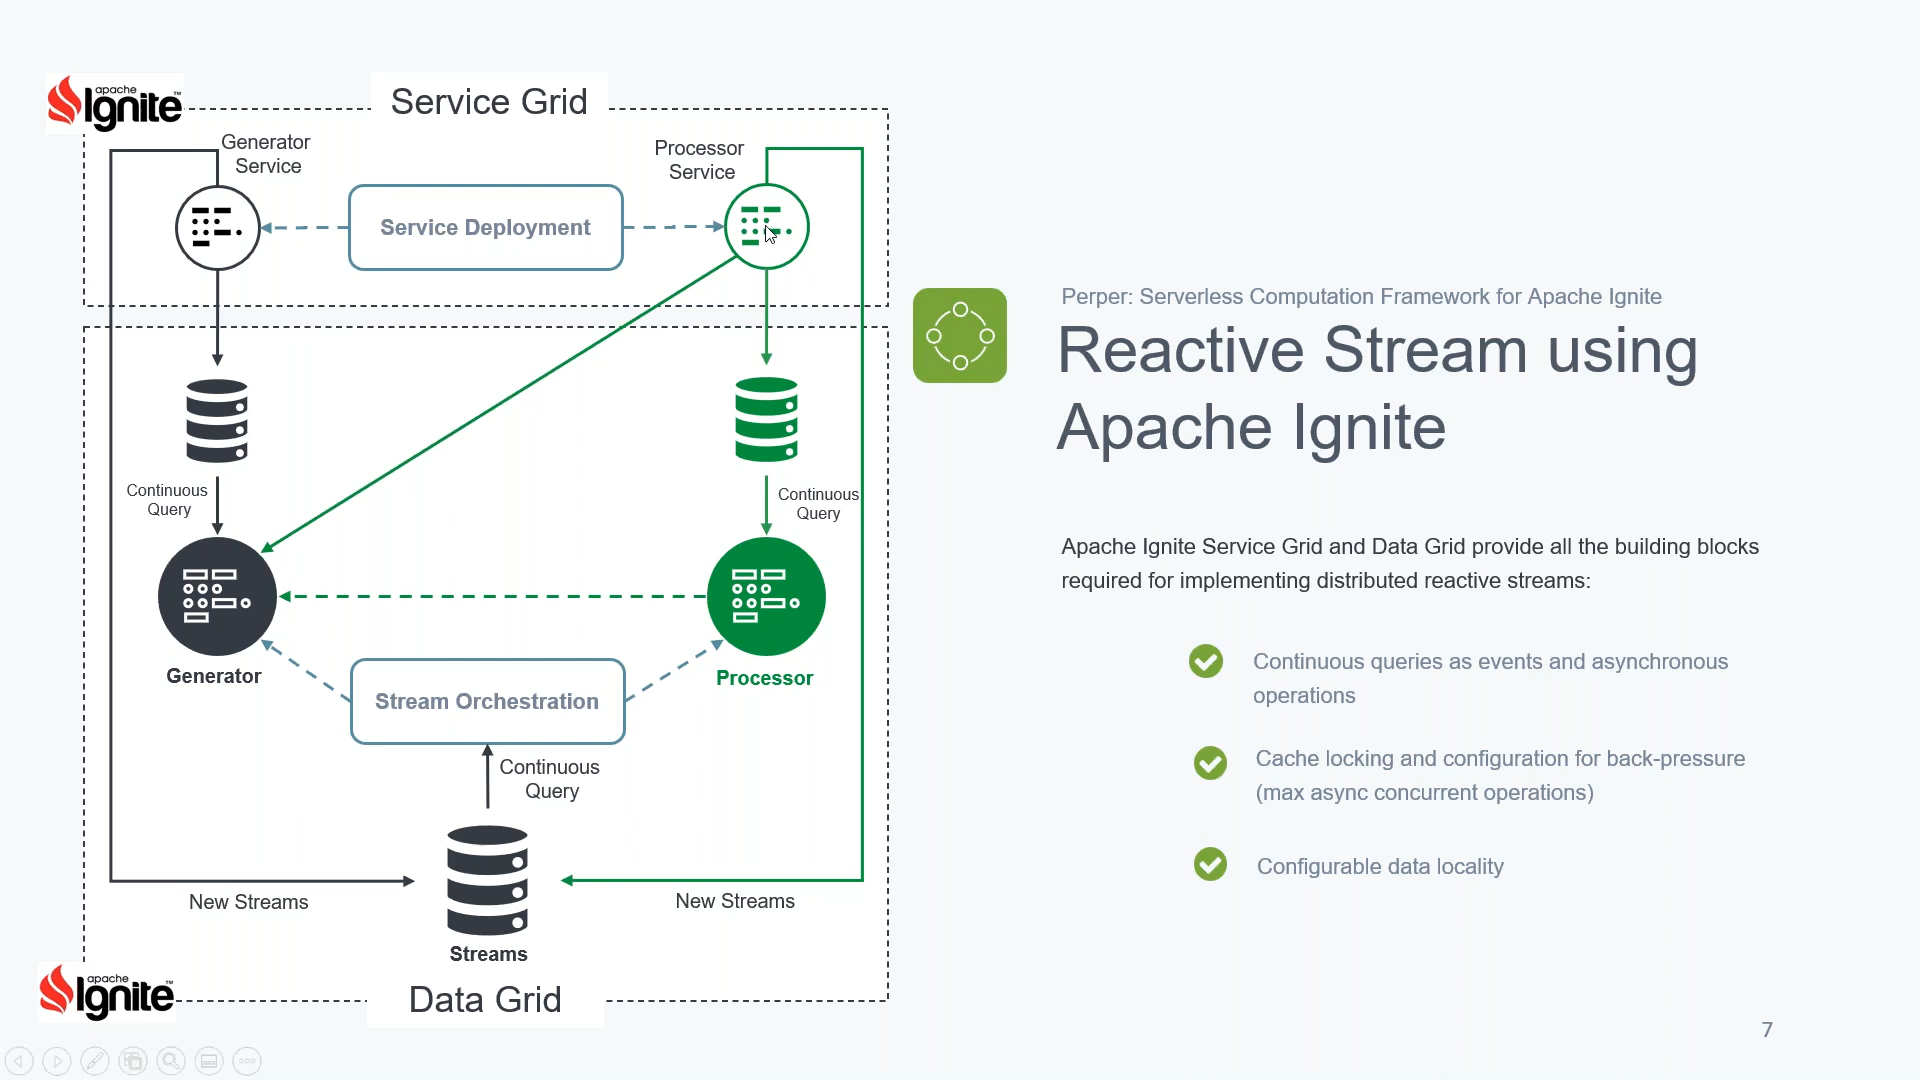 apache
Ignite™
Service Grid
Generator
Service
Processor
Service
Service Deployment
Continuous
Query
Continuous
Query
Generator
Processor
Stream Orchestration
Continuous
Query
New Streams
New Streams
Streams
apache
Ignite™
Data Grid
Perper: Serverless Computation Framework for Apache Ignite
Reactive Stream using
Apache Ignite
Apache Ignite Service Grid and Data Grid provide all the building blocks
required for implementing distributed reactive streams:
Continuous queries as events and asynchronous
operations
Cache locking and configuration for back-pressure
(max async concurrent operations)
Configurable data locality
7